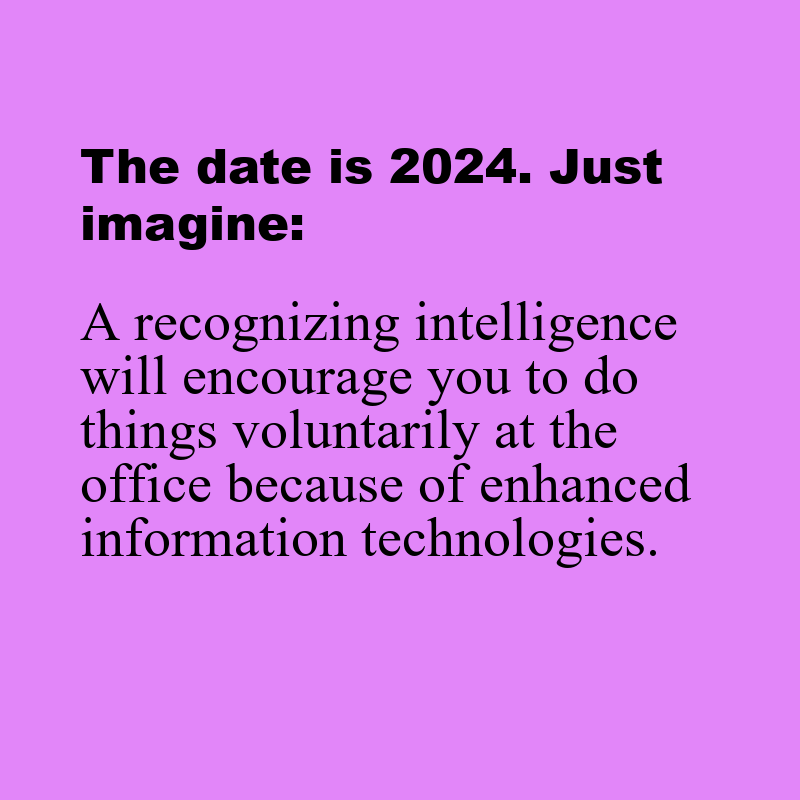 The date is 2024. Just
imagine:
A recognizing intelligence
will encourage you to do
things voluntarily at the
office because of enhanced
information technologies.